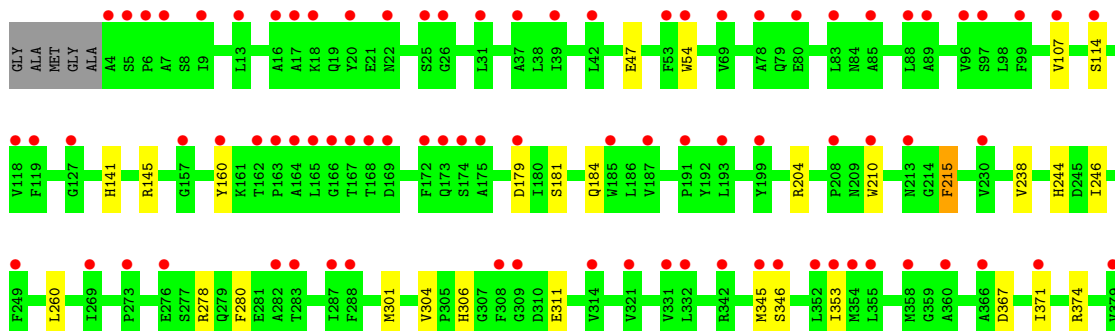 GLY ALA MET GLY ALA A4 S5 P6 A7 S8 I9 L13 A16 A17 K18 Q19 Y20 E21 N22 S25 G26 L31 A37 L38 I39 L42 E47 F53 W54 V69 A78 Q79 E80 L83 N84 A85 L88 A89 V96 S97 L98 F99 V107 S114
V118 F119 G127 H141 R145 G157 Y160 K161 T162 P163 A164 L165 G166 T167 T168 D169 F172 Q173 S174 A175 D179 I180 S181 Q184 W185 L186 V187 P191 Y192 L193 Y199 R204 P208 N209 W210 N213 G214 F215 V230 V238 H244 D245 I246
F249 L260 I269 P273 E276 S277 R278 Q279 F280 E281 A282 T283 I287 F288 M301 V304 P305 H306 G307 F308 G309 D310 E311 V314 V321 V331 L332 R342 M345 S346 L352 I353 M354 L355 M358 G359 A360 A366 D367 I371 R374